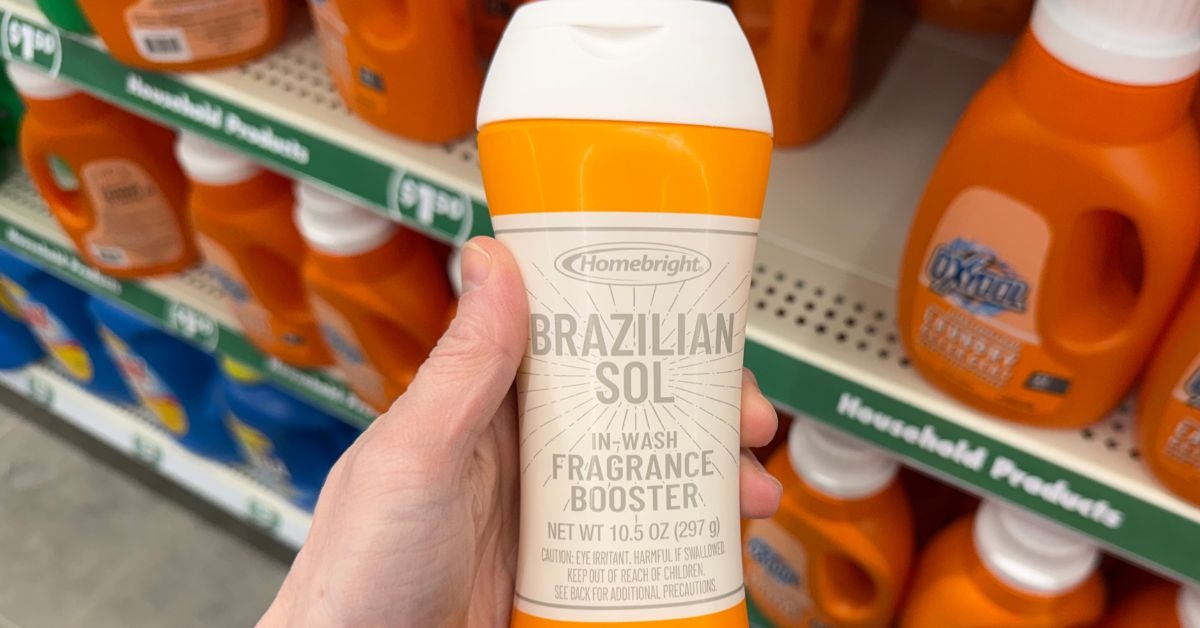 $1.50
Household Products
$1.50
Homebright
BRAZILIAN
SOL
IN-WASH
FRAGRANCE
BOOSTER
NET WT 10.5 OZ (297 g)
CAUTION: EYE IRRITANT. HARMFUL IF SWALLOWED.
KEEP OUT OF REACH OF CHILDREN.
SEE BACK FOR ADDITIONAL PRECAUTIONS.
OXYDOL
LAUNDRY
DETERGENT
Household Products